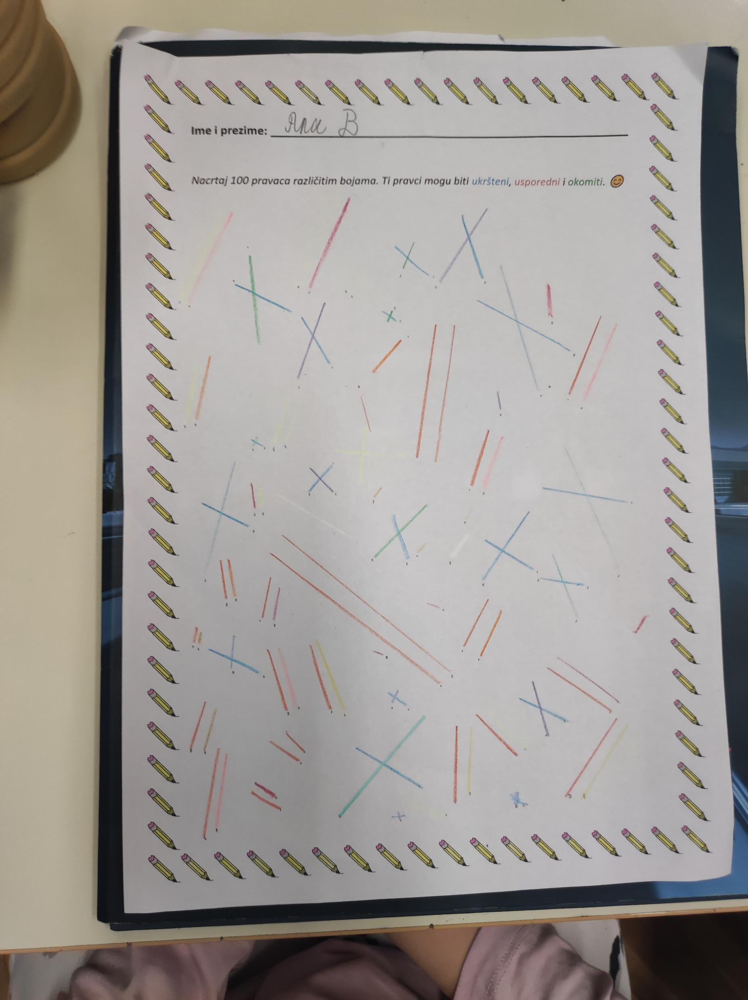 Ime i prezime: Ana B
Nacrtaj 100 pravaca različitim bojama. Ti pravci mogu biti ukršteni, usporedni i okomiti.